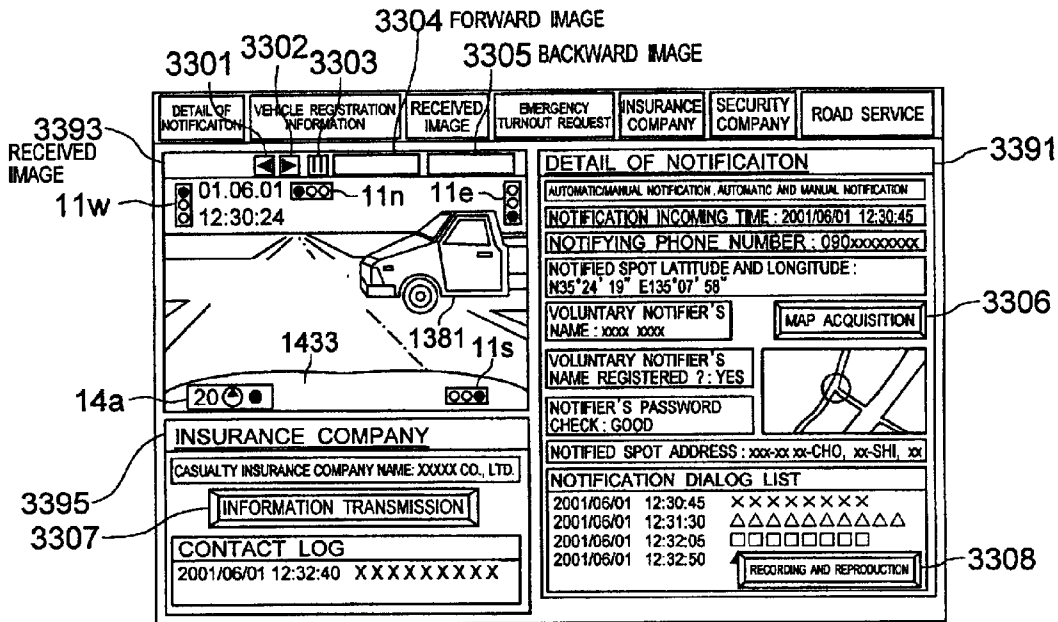 3304 FORWARD IMAGE
3302
3305 BACKWARD IMAGE
3301
3303
DETAIL OF NOTIFICAITON
VEHICLE REGISTRATION INFORMATION
RECEIVED IMAGE
EMERGENCY TURNOUT REQUEST
INSURANCE COMPANY
SECURITY COMPANY
ROAD SERVICE
3393
RECEIVED IMAGE
11w
01.06.01
12:30:24
11n
11e
1381
1433
11s
14a
20
3391
DETAIL OF NOTIFICAITON
AUTOMATIC/MANUAL NOTIFICATION : AUTOMATIC AND MANUAL NOTIFICATION
NOTIFICATION INCOMING TIME : 2001/06/01 12:30:45
NOTIFYING PHONE NUMBER : 090xxxxxxxx
NOTIFIED SPOT LATITUDE AND LONGITUDE :
N35°24' 19" E135°07' 58"
VOLUNTARY NOTIFIER'S
NAME : xxxx xxxx
MAP ACQUISITION
3306
VOLUNTARY NOTIFIER'S
NAME REGISTERED ? : YES
NOTIFIER'S PASSWORD
CHECK : GOOD
NOTIFIED SPOT ADDRESS : xxx-xx xx-CHO, xx-SHI, xx
NOTIFICATION DIALOG LIST
2001/06/01 12:30:45 ××××××××
2001/06/01 12:31:30 △△△△△△△△△△
2001/06/01 12:32:05 □□□□□□□□
2001/06/01 12:32:50
RECORDING AND REPRODUCTION
3308
3395
INSURANCE COMPANY
CASUALTY INSURANCE COMPANY NAME: XXXXX CO., LTD.
3307
INFORMATION TRANSMISSION
CONTACT LOG
2001/06/01 12:32:40 XXXXXXXXX